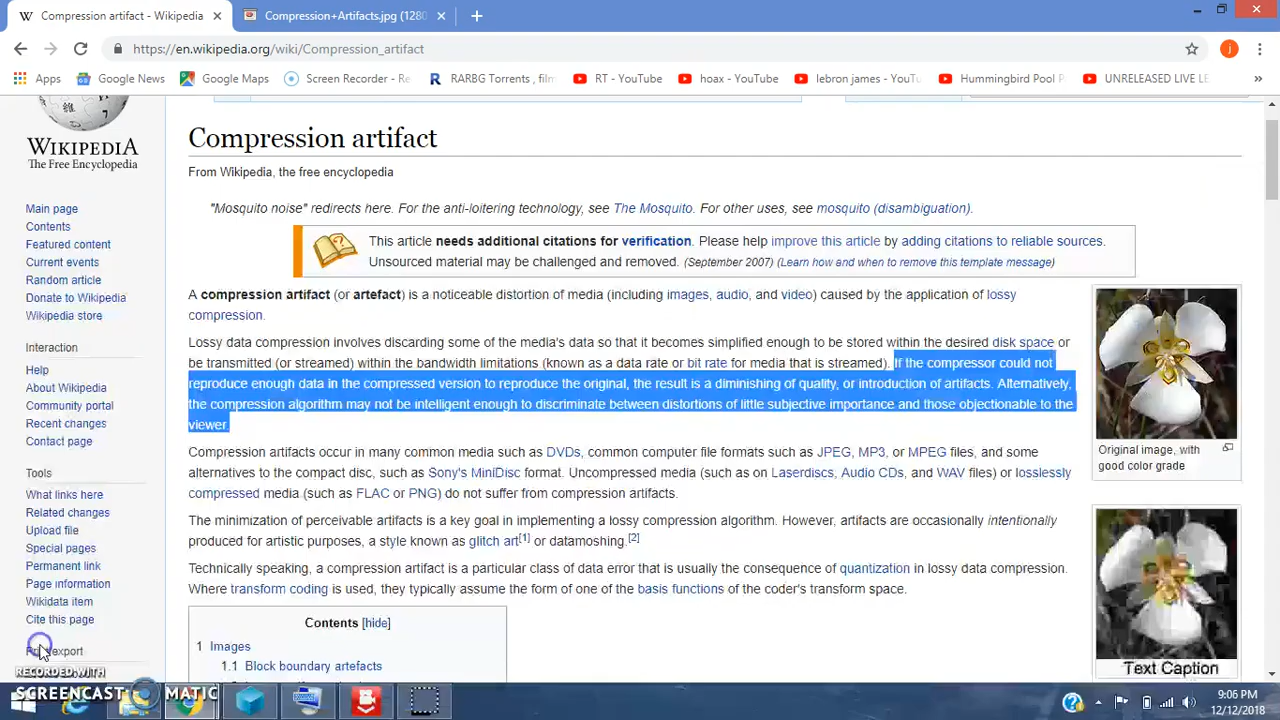 Compression artifact - Wikipedia
Compression+Artifacts.jpg (1280
https://en.wikipedia.org/wiki/Compression_artifact
j
Apps
Google News
Google Maps
Screen Recorder - Re
RARBG Torrents , film
RT - YouTube
hoax - YouTube
lebron james - YouTu
Hummingbird Pool P
UNRELEASED LIVE LE
WIKIPEDIA
The Free Encyclopedia
Main page
Contents
Featured content
Current events
Random article
Donate to Wikipedia
Wikipedia store
Interaction
Help
About Wikipedia
Community portal
Recent changes
Contact page
Tools
What links here
Related changes
Upload file
Special pages
Permanent link
Page information
Wikidata item
Cite this page
Compression artifact
From Wikipedia, the free encyclopedia
"Mosquito noise" redirects here. For the anti-loitering technology, see The Mosquito. For other uses, see mosquito (disambiguation).
This article needs additional citations for verification. Please help improve this article by adding citations to reliable sources.
Unsourced material may be challenged and removed. (September 2007) (Learn how and when to remove this template message)
A compression artifact (or artefact) is a noticeable distortion of media (including images, audio, and video) caused by the application of lossy
compression.
Lossy data compression involves discarding some of the media's data so that it becomes simplified enough to be stored within the desired disk space or
be transmitted (or streamed) within the bandwidth limitations (known as a data rate or bit rate for media that is streamed). If the compressor could not
reproduce enough data in the compressed version to reproduce the original, the result is a diminishing of quality, or introduction of artifacts. Alternatively,
the compression algorithm may not be intelligent enough to discriminate between distortions of little subjective importance and those objectionable to the
viewer.
Compression artifacts occur in many common media such as DVDs, common computer file formats such as JPEG, MP3, or MPEG files, and some
alternatives to the compact disc, such as Sony's MiniDisc format. Uncompressed media (such as on Laserdiscs, Audio CDs, and WAV files) or losslessly
compressed media (such as FLAC or PNG) do not suffer from compression artifacts.
The minimization of perceivable artifacts is a key goal in implementing a lossy compression algorithm. However, artifacts are occasionally intentionally
produced for artistic purposes, a style known as glitch art[1] or datamoshing.[2]
Technically speaking, a compression artifact is a particular class of data error that is usually the consequence of quantization in lossy data compression.
Where transform coding is used, they typically assume the form of one of the basis functions of the coder's transform space.
Contents [hide]
1 Images
1.1 Block boundary artefacts
Original image, with
good color grade
Text Caption
RECORDED WITH
SCREENCAST MATIC
9:05 PM
12/12/2018